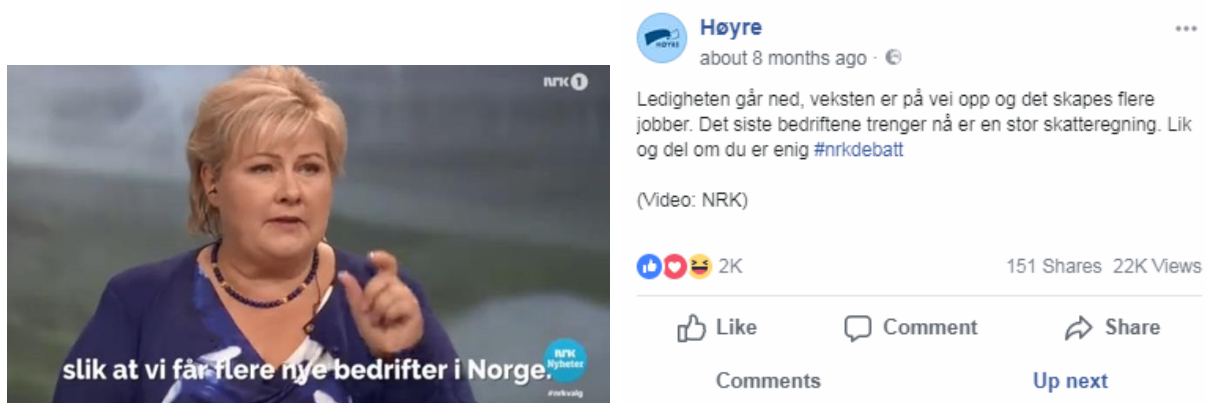 NRK 1
slik at vi får flere nye bedrifter i Norge.
NRK
Nyheter
#nrkvalg
HØYRE
Høyre
about 8 months ago ·
Ledigheten går ned, veksten er på vei opp og det skapes flere
jobber. Det siste bedriftene trenger nå er en stor skatteregning. Lik
og del om du er enig #nrkdebatt
(Video: NRK)
2K
151 Shares 22K Views
Like
Comment
Share
Comments
Up next